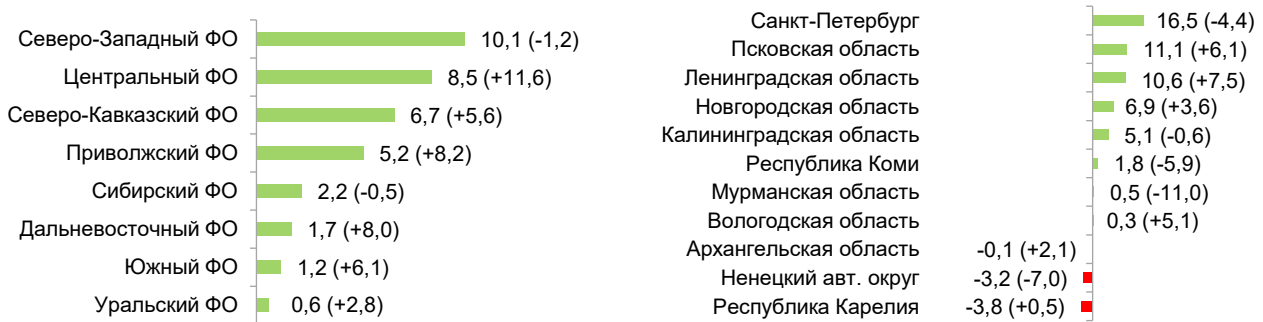 Северо-Западный ФО 10,1 (-1,2)
Центральный ФО 8,5 (+11,6)
Северо-Кавказский ФО 6,7 (+5,6)
Приволжский ФО 5,2 (+8,2)
Сибирский ФО 2,2 (-0,5)
Дальневосточный ФО 1,7 (+8,0)
Южный ФО 1,2 (+6,1)
Уральский ФО 0,6 (+2,8)
Санкт-Петербург 16,5 (-4,4)
Псковская область 11,1 (+6,1)
Ленинградская область 10,6 (+7,5)
Новгородская область 6,9 (+3,6)
Калининградская область 5,1 (-0,6)
Республика Коми 1,8 (-5,9)
Мурманская область 0,5 (-11,0)
Вологодская область 0,3 (+5,1)
Архангельская область -0,1 (+2,1)
Ненецкий авт. округ -3,2 (-7,0)
Республика Карелия -3,8 (+0,5)